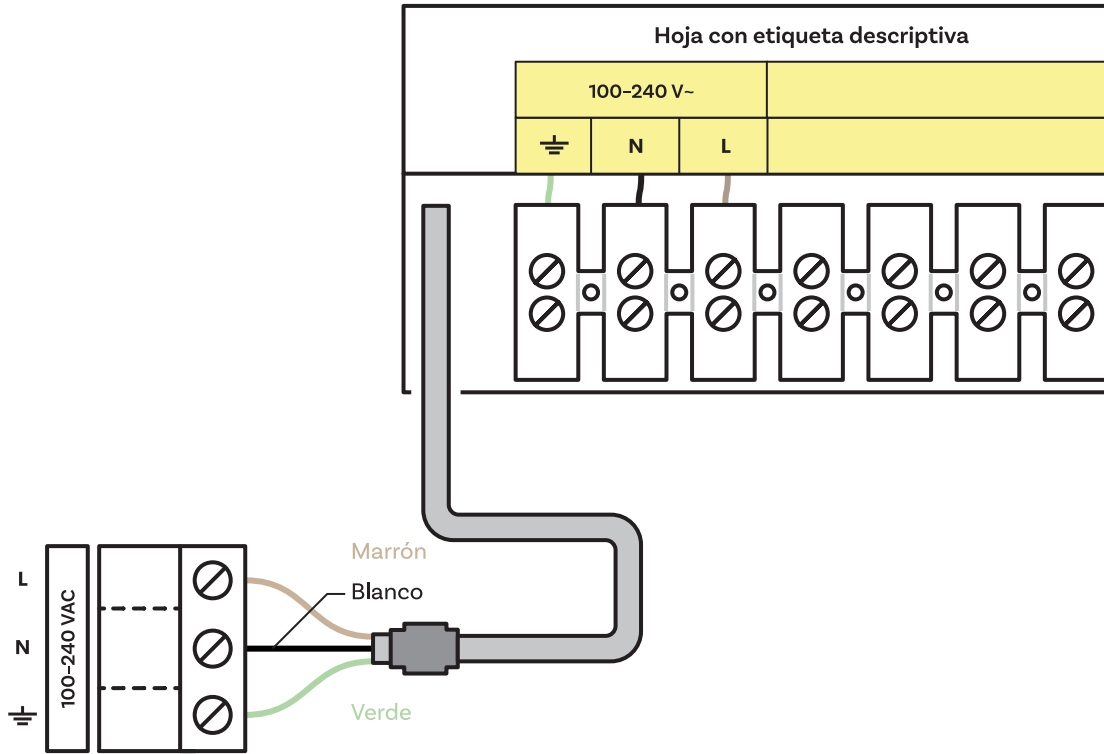 Hoja con etiqueta descriptiva
100–240 V~
N
L
Marrón
L
Blanco
N
100–240 VAC
Verde